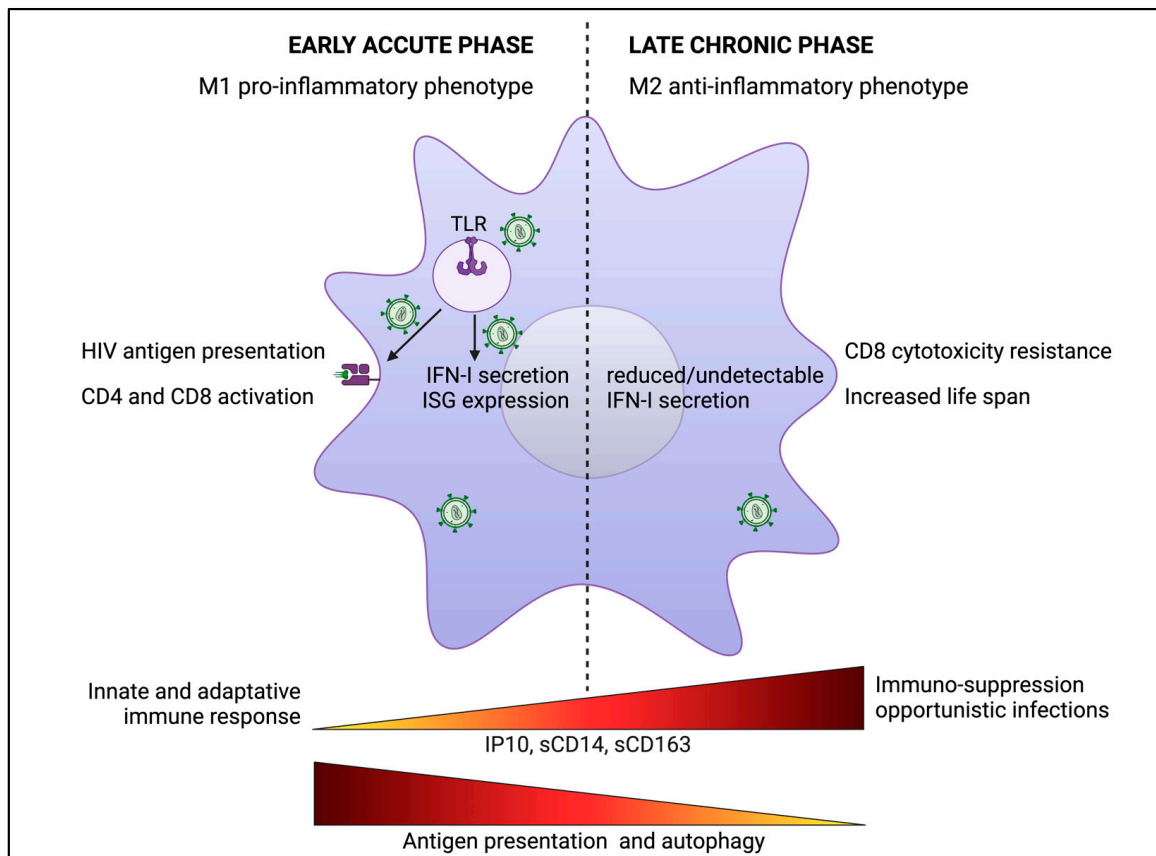 EARLY ACCUTE PHASE
M1 pro-inflammatory phenotype
LATE CHRONIC PHASE
M2 anti-inflammatory phenotype
TLR
HIV antigen presentation
CD4 and CD8 activation
IFN-I secretion
ISG expression
reduced/undetectable
IFN-I secretion
CD8 cytotoxicity resistance
Increased life span
Innate and adaptative
immune response
Immuno-suppression
opportunistic infections
IP10, sCD14, sCD163
Antigen presentation and autophagy